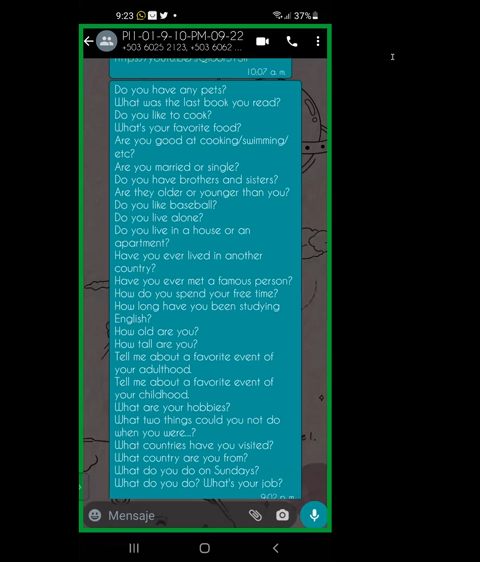 9:23
37%
PI1-01-9-10-PM-09-22
+503 6025 2123, +503 6062 ...
10:07 a. m.
Do you have any pets?
What was the last book you read?
Do you like to cook?
What's your favorite food?
Are you good at cooking/swimming/
etc?
Are you married or single?
Do you have brothers and sisters?
Are they older or younger than you?
Do you like baseball?
Do you live alone?
Do you live in a house or an
apartment?
Have you ever lived in another
country?
Have you ever met a famous person?
How do you spend your free time?
How long have you been studying
English?
How old are you?
How tall are you?
Tell me about a favorite event of
your adulthood.
Tell me about a favorite event of
your childhood.
What are your hobbies?
What two things could you not do
when you were...?
What countries have you visited?
What country are you from?
What do you do on Sundays?
What do you do? What's your job?
9:02 p. m.
Mensaje